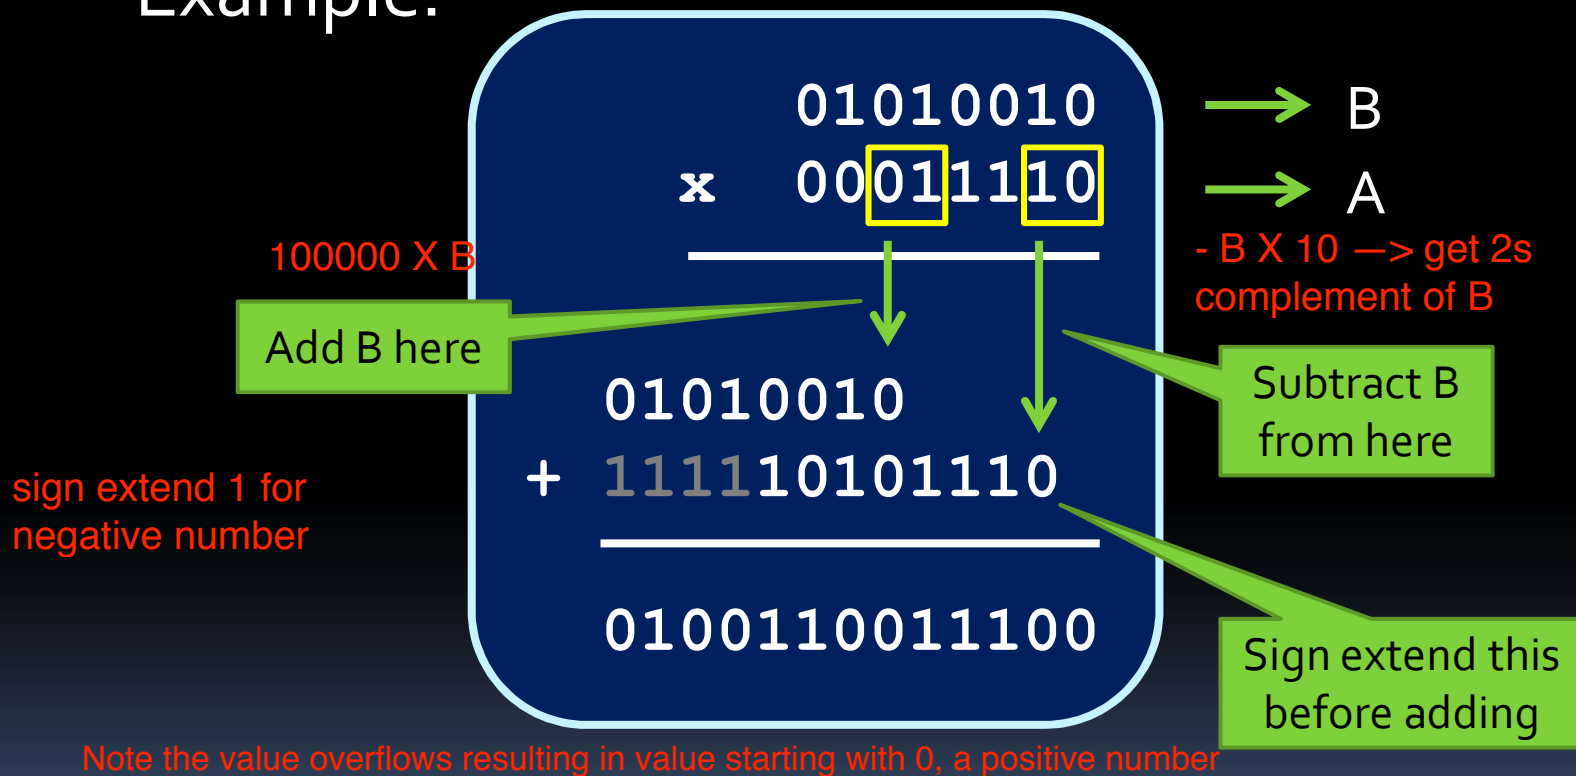 Example:
01010010 → B
x 00011110 → A
100000 X B
- B X 10 —> get 2s
complement of B
Add B here
Subtract B
from here
01010010
+ 111110101110
sign extend 1 for
negative number
0100110011100
Sign extend this
before adding
Note the value overflows resulting in value starting with 0, a positive number